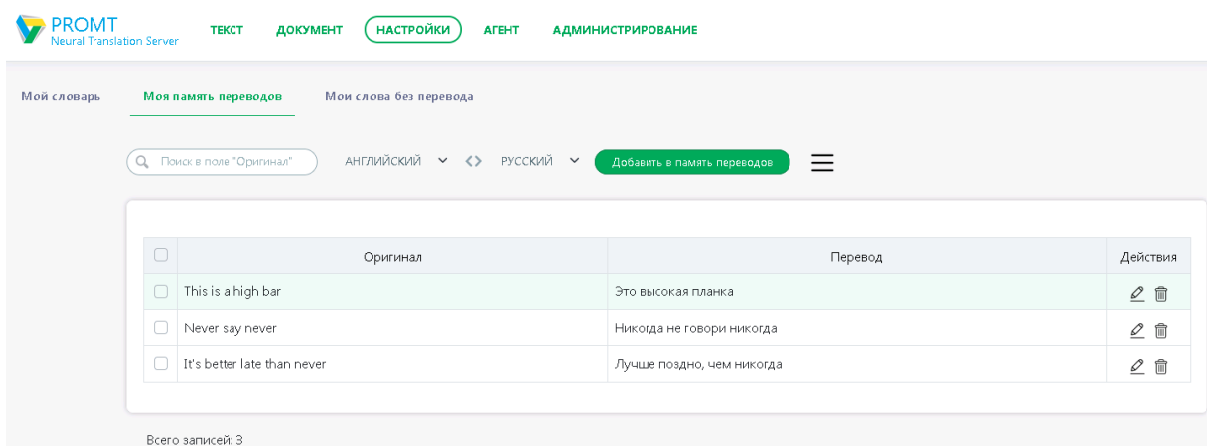 PROMT
Neural Translation Server
ТЕКСТ ДОКУМЕНТ НАСТРОЙКИ АГЕНТ АДМИНИСТРИРОВАНИЕ
Мой словарь Моя память переводов Мои слова без перевода
Поиск в поле "Оригинал" АНГЛИЙСКИЙ РУССКИЙ Добавить в память переводов
Оригинал Перевод Действия
This is a high bar Это высокая планка
Never say never Никогда не говори никогда
It's better late than never Лучше поздно, чем никогда
Всего записей: 3